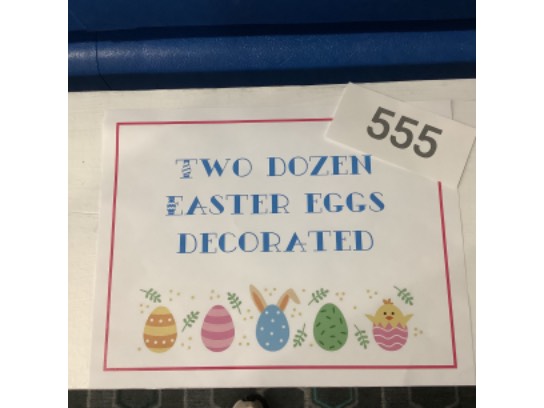 555
TWO DOZEN
EASTER EGGS
DECORATED